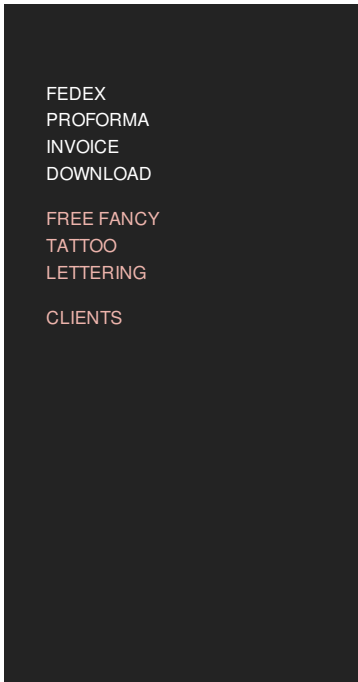 FEDEX
PROFORMA
INVOICE
DOWNLOAD
FREE FANCY
TATTOO
LETTERING
CLIENTS